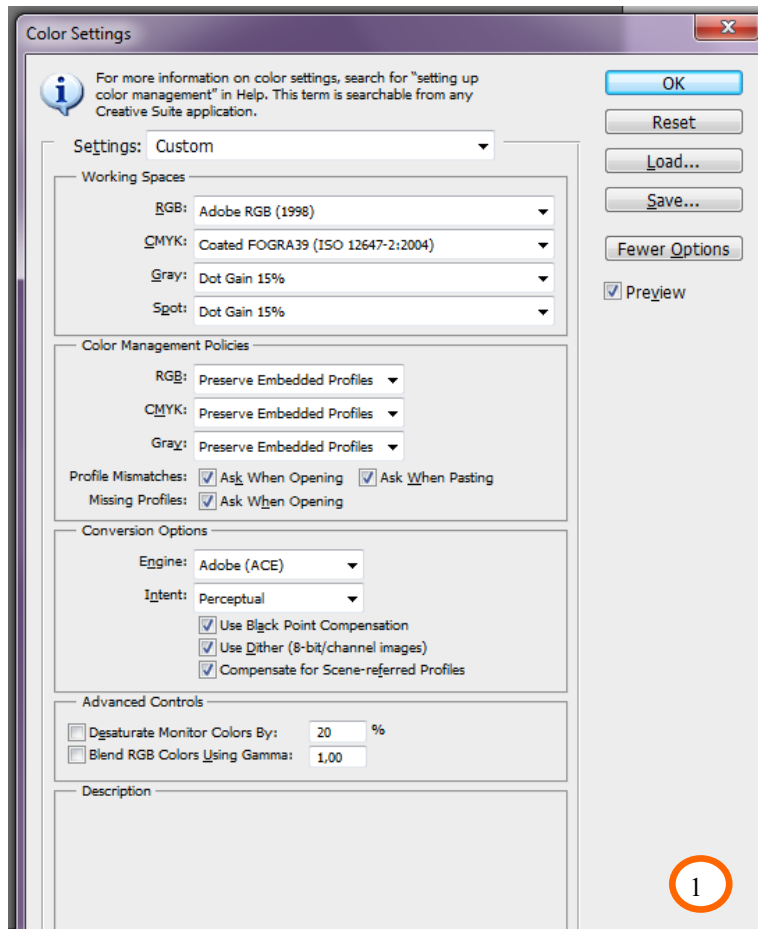 Color Settings
For more information on color settings, search for “setting up
color management” in Help. This term is searchable from any
Creative Suite application.
OK
Reset
Load...
Save...
Fewer Options
Preview
Settings: Custom
Working Spaces
RGB: Adobe RGB (1998)
CMYK: Coated FOGRA39 (ISO 12647-2:2004)
Gray: Dot Gain 15%
Spot: Dot Gain 15%
Color Management Policies
RGB: Preserve Embedded Profiles
CMYK: Preserve Embedded Profiles
Gray: Preserve Embedded Profiles
Profile Mismatches: Ask When Opening Ask When Pasting
Missing Profiles: Ask When Opening
Conversion Options
Engine: Adobe (ACE)
Intent: Perceptual
Use Black Point Compensation
Use Dither (8-bit/channel images)
Compensate for Scene-referred Profiles
Advanced Controls
Desaturate Monitor Colors By: 20 %
Blend RGB Colors Using Gamma: 1,00
Description
1